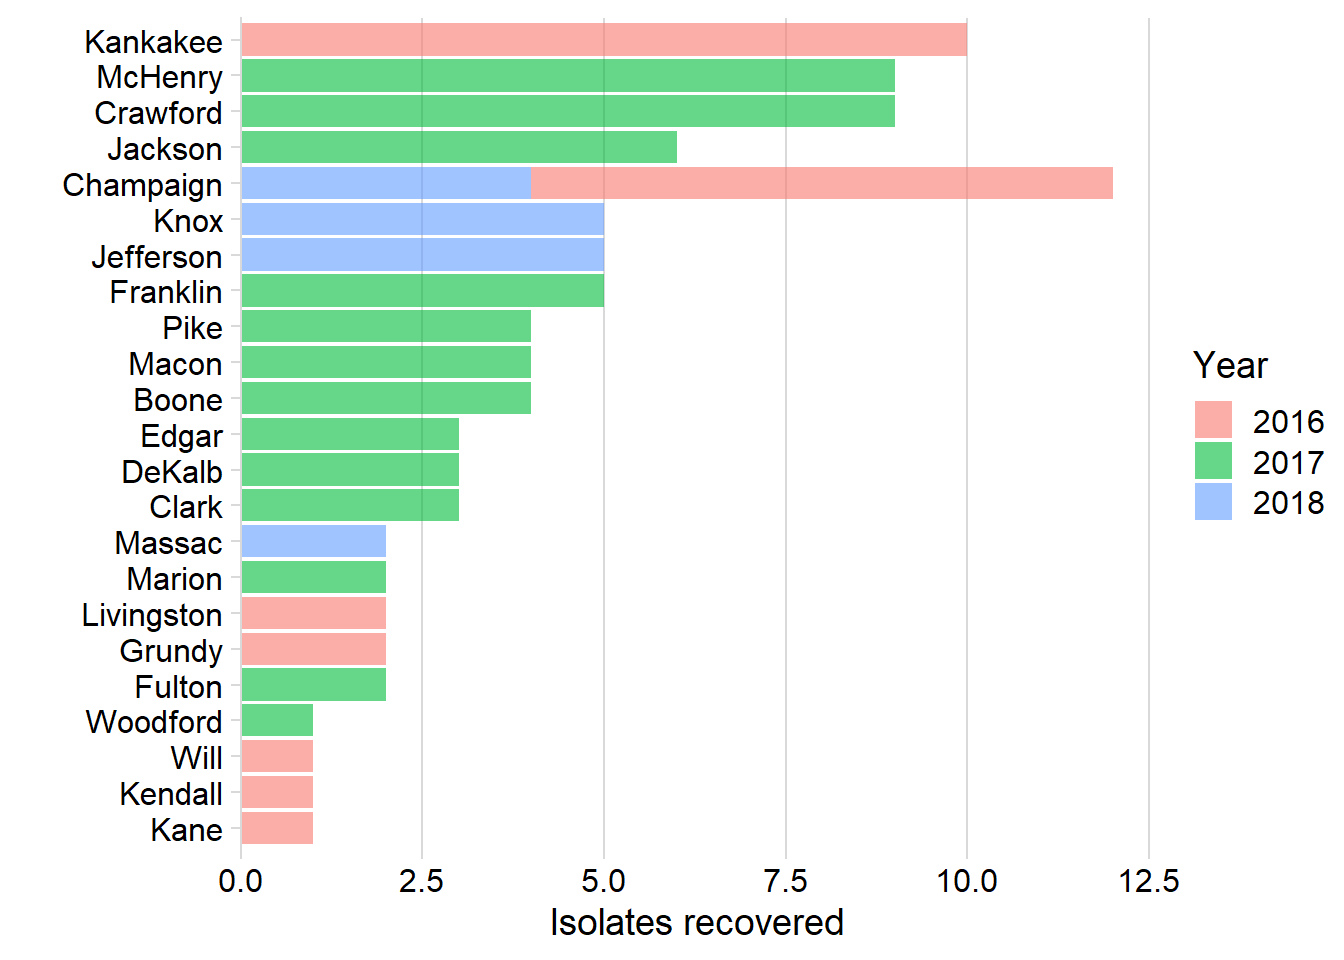 Kankakee
McHenry
Crawford
Jackson
Champaign
Knox
Jefferson
Franklin
Pike
Macon
Boone
Edgar
DeKalb
Clark
Massac
Marion
Livingston
Grundy
Fulton
Woodford
Will
Kendall
Kane
0.0 2.5 5.0 7.5 10.0 12.5
Isolates recovered
Year
2016
2017
2018